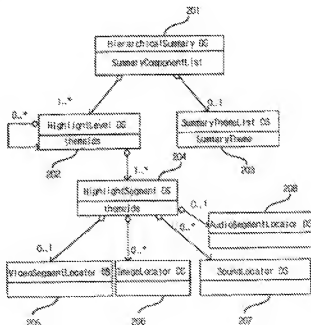 201
HierarchicalSummary DS
SummaryComponentList
1..*
0..1
0..*
HighlightLevel DS
themeIds
SummaryThemeList DS
SummaryTheme
202
1..*
204
203
HighlightSegment DS
themeIds
208
0..1
AudioSegmentLocator DS
0..1
0..*
0..*
VideoSegmentLocator DS
ImageLocator DS
SoundLocator DS
205
206
207